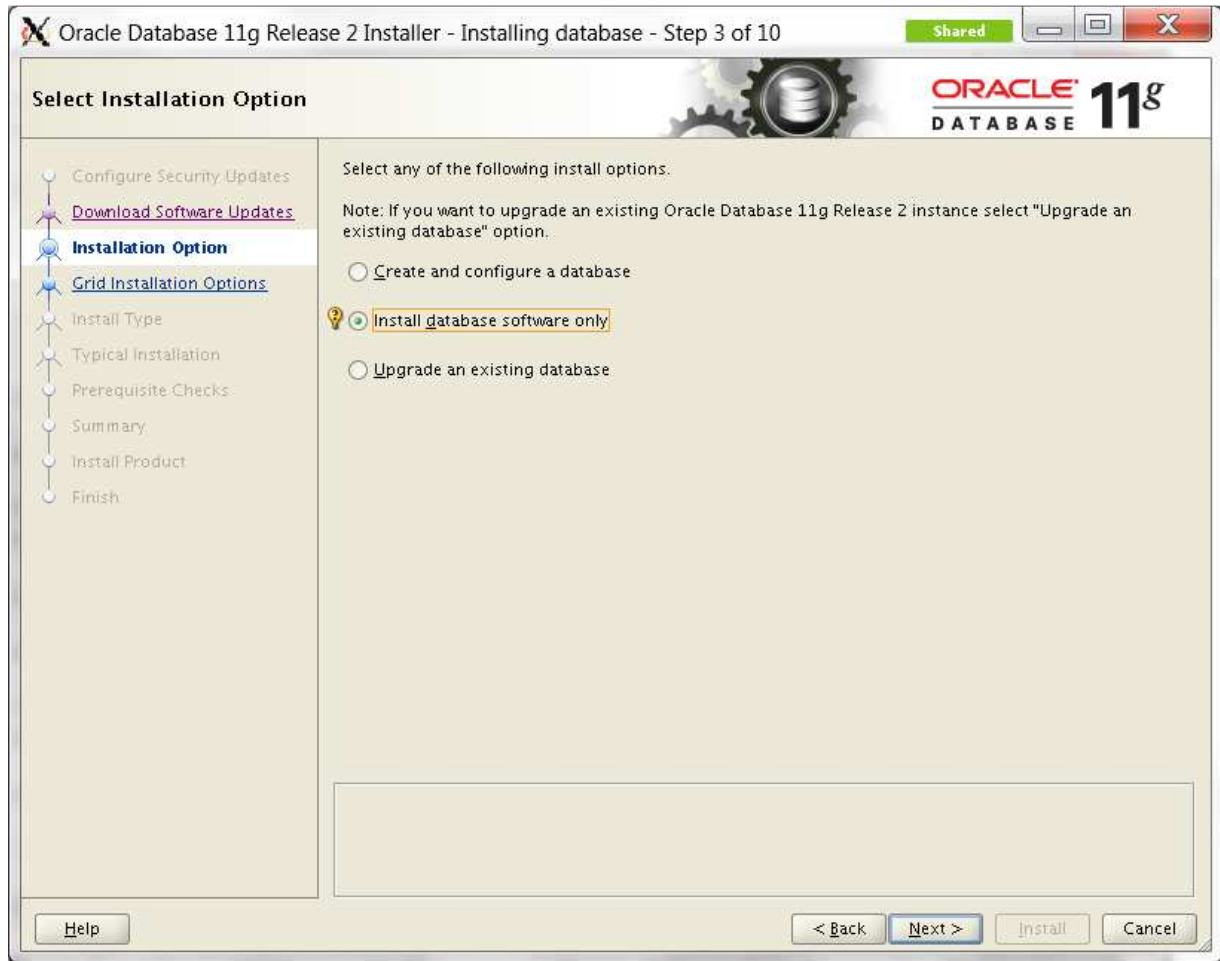 Oracle Database 11g Release 2 Installer - Installing database - Step 3 of 10
Shared
Select Installation Option
ORACLE
DATABASE
11g
Configure Security Updates
Download Software Updates
Installation Option
Grid Installation Options
Install Type
Typical Installation
Prerequisite Checks
Summary
Install Product
Finish
Select any of the following install options.
Note: If you want to upgrade an existing Oracle Database 11g Release 2 instance select "Upgrade an
existing database" option.
Create and configure a database
Install database software only
Upgrade an existing database
Help
< Back
Next >
Install
Cancel